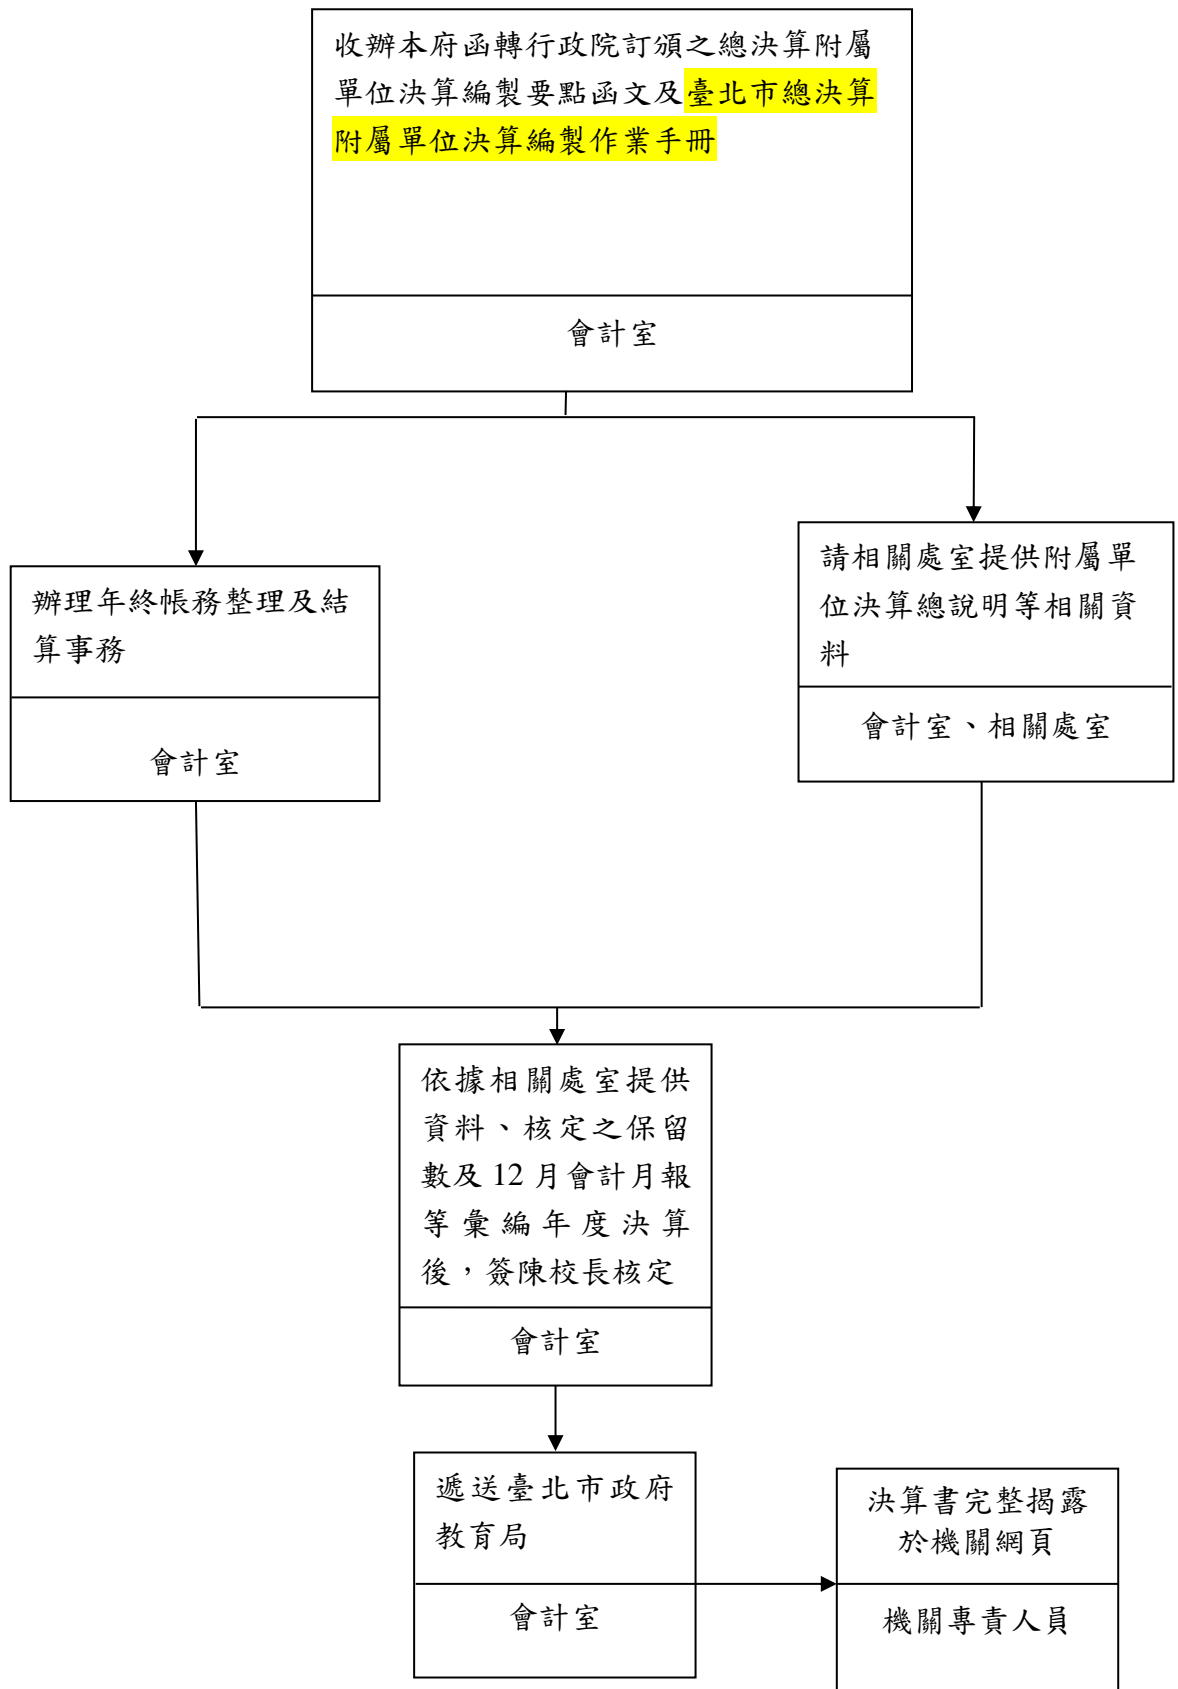 收辦本府函轉行政院訂頒之總決算附屬
單位決算編製要點函文及臺北市總決算
附屬單位決算編製作業手冊
會計室
辦理年終帳務整理及結
算事務
會計室
請相關處室提供附屬單
位決算總說明等相關資
料
會計室、相關處室
依據相關處室提供
資料、核定之保留
數及 12 月會計月報
等彙編年度決算
後，簽陳校長核定
會計室
遞送臺北市政府
教育局
會計室
決算書完整揭露
於機關網頁
機關專責人員